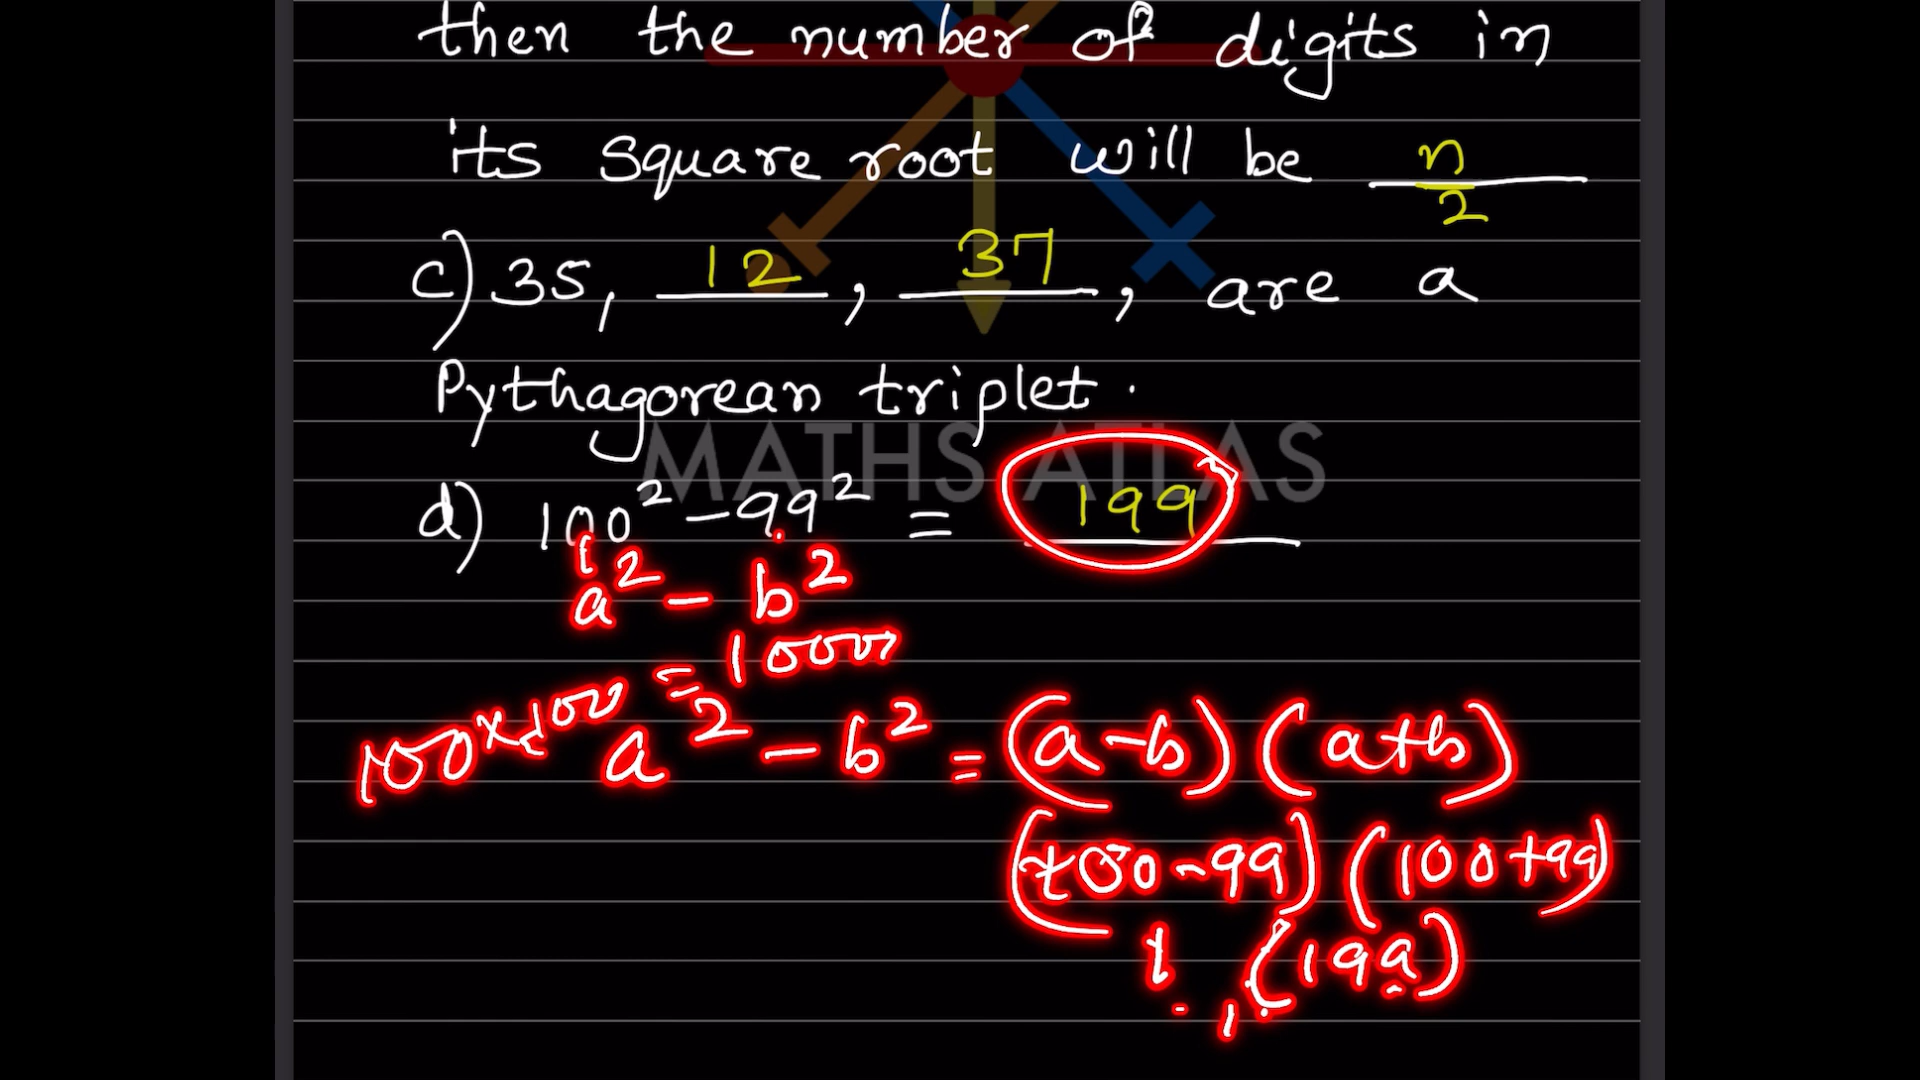 then the number of digits in
its square root will be n/2
c) 35, 12, 37, are a
Pythagorean triplet.
MATHS ATLAS
d) 100² - 99² = 199
a² - b²
100 × 100 = 10000
a² - b² = (a-b) (a+b)
(100-99) (100+99)
1 (199)